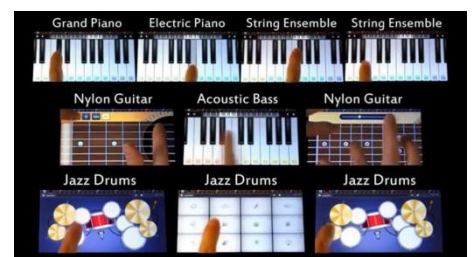 Grand Piano Electric Piano String Ensemble String Ensemble
Nylon Guitar Acoustic Bass Nylon Guitar
Jazz Drums Jazz Drums Jazz Drums